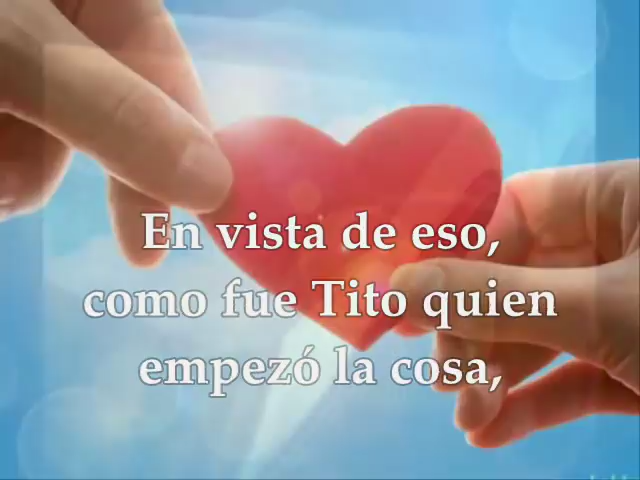 En vista de eso,
como fue Tito quien
empezó la cosa,